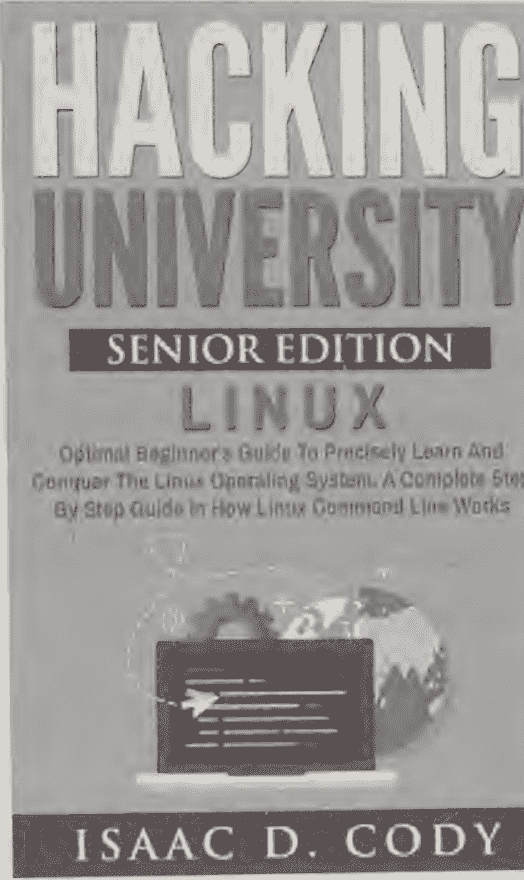 HACKING
UNIVERSITY
SENIOR EDITION
LINUX
Optimal Beginner's Guide To Precisely Learn And
Conquer The Linux Operating System. A Complete Step
By Step Guide In How Linux Command Line Works
ISAAC D. CODY